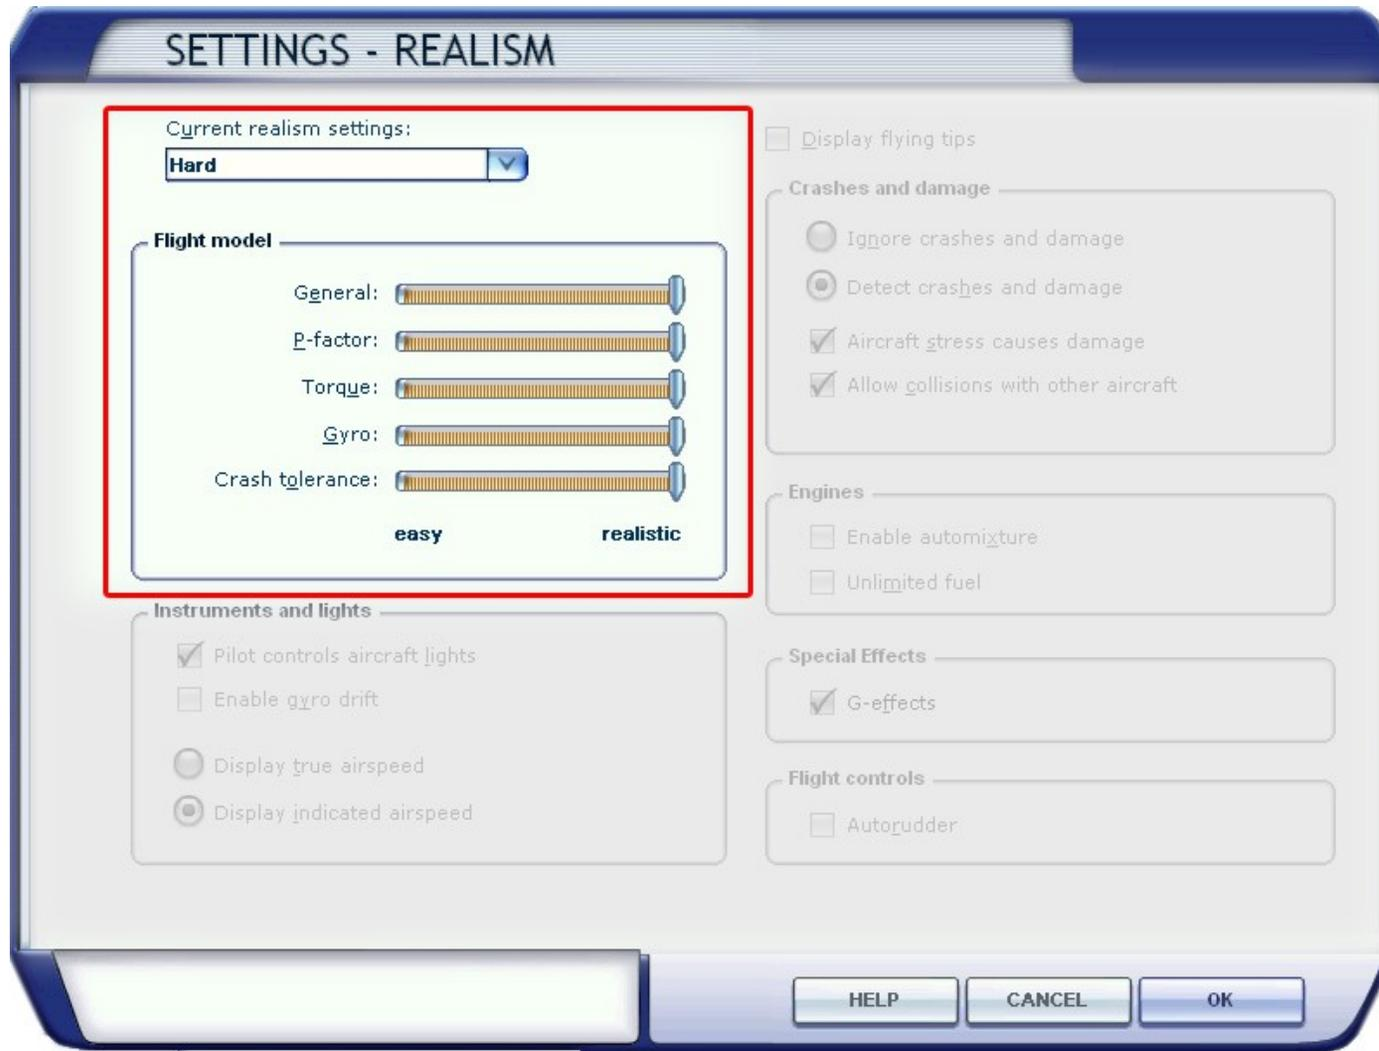 SETTINGS - REALISM
Current realism settings:
Hard
Flight model
General:
P-factor:
Torque:
Gyro:
Crash tolerance:
easy realistic
Instruments and lights
Pilot controls aircraft lights
Enable gyro drift
Display true airspeed
Display indicated airspeed
Display flying tips
Crashes and damage
Ignore crashes and damage
Detect crashes and damage
Aircraft stress causes damage
Allow collisions with other aircraft
Engines
Enable automixture
Unlimited fuel
Special Effects
G-effects
Flight controls
Autorudder
HELP CANCEL OK